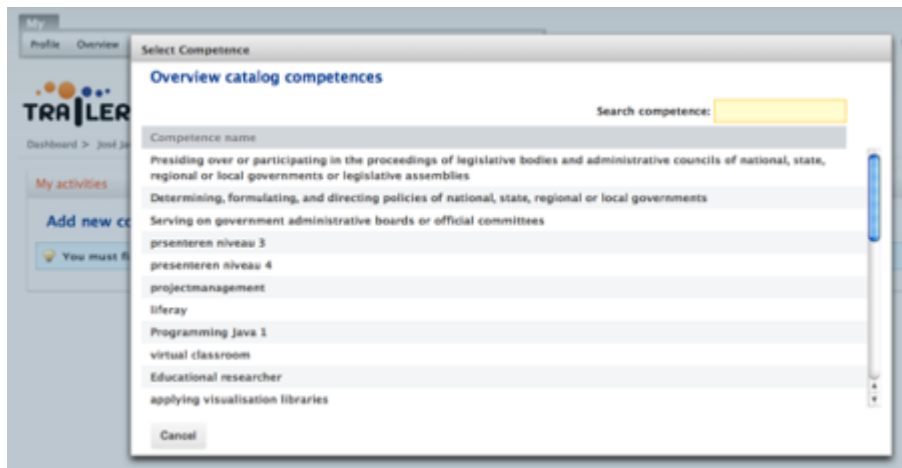 My
Profile Overview
Select Competence
Overview catalog competences
Search competence:
TRAILER
Dashboard > José Ja
Competence name
Presiding over or participating in the proceedings of legislative bodies and administrative councils of national, state,
regional or local governments or legislative assemblies
My activities
Determining, formulating, and directing policies of national, state, regional or local governments
Add new co
Serving on government administrative boards or official committees
prsenteren niveau 3
You must fi
presenteren niveau 4
projectmanagement
liferay
Programming Java 1
virtual classroom
Educational researcher
applying visualisation libraries
Cancel